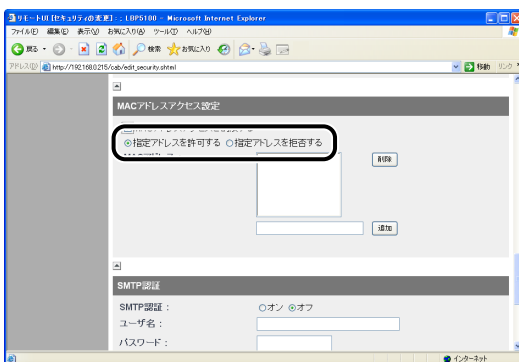 リモートUI [セキュリティの変更] : : LBP5100 - Microsoft Internet Explorer
ファイル(F) 編集(E) 表示(V) お気に入り(A) ツール(T) ヘルプ(H)
戻る 検索 お気に入り
アドレス(D) http://192.168.0.215/cab/edit_security.shtml 移動 リンク
MACアドレスアクセス設定
指定アドレスを許可する 指定アドレスを拒否する
削除
追加
SMTP認証
SMTP認証 : オン オフ
ユーザ名 :
パスワード :
インターネット